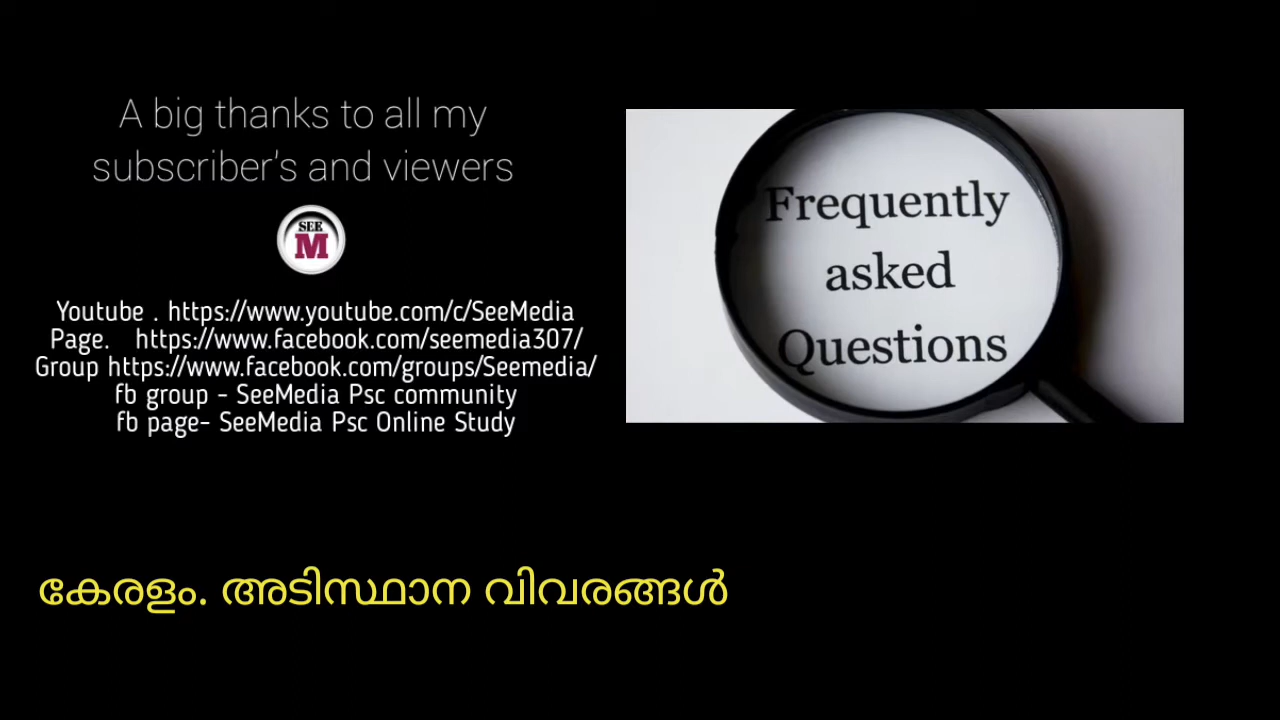 A big thanks to all my
subscriber's and viewers
SEE
M
Youtube . https://www.youtube.com/c/SeeMedia
Page. https://www.facebook.com/seemedia307/
Group https://www.facebook.com/groups/Seemedia/
fb group - SeeMedia Psc community
fb page- SeeMedia Psc Online Study
Frequently
asked
Questions
കേരളം. അടിസ്ഥാന വിവരങ്ങൾ